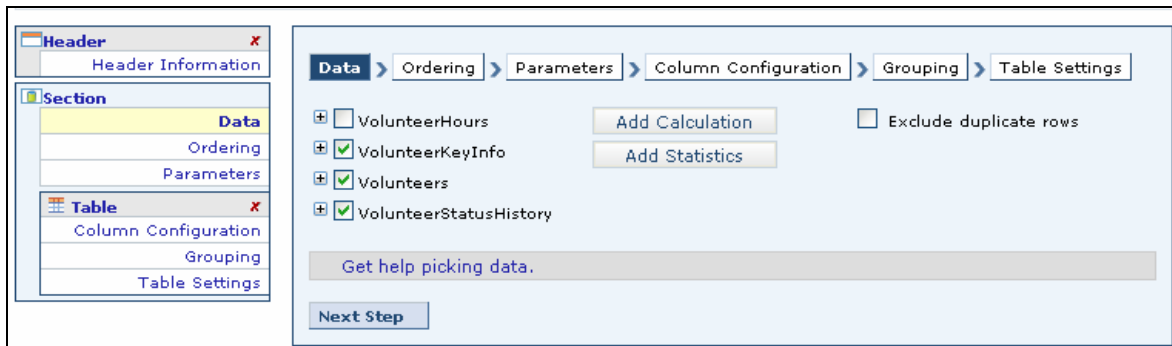 Header x
Header Information
Section
Data
Ordering
Parameters
Table x
Column Configuration
Grouping
Table Settings
Data Ordering Parameters Column Configuration Grouping Table Settings
VolunteerHours Add Calculation Exclude duplicate rows
VolunteerKeyInfo Add Statistics
Volunteers
VolunteerStatusHistory
Get help picking data.
Next Step